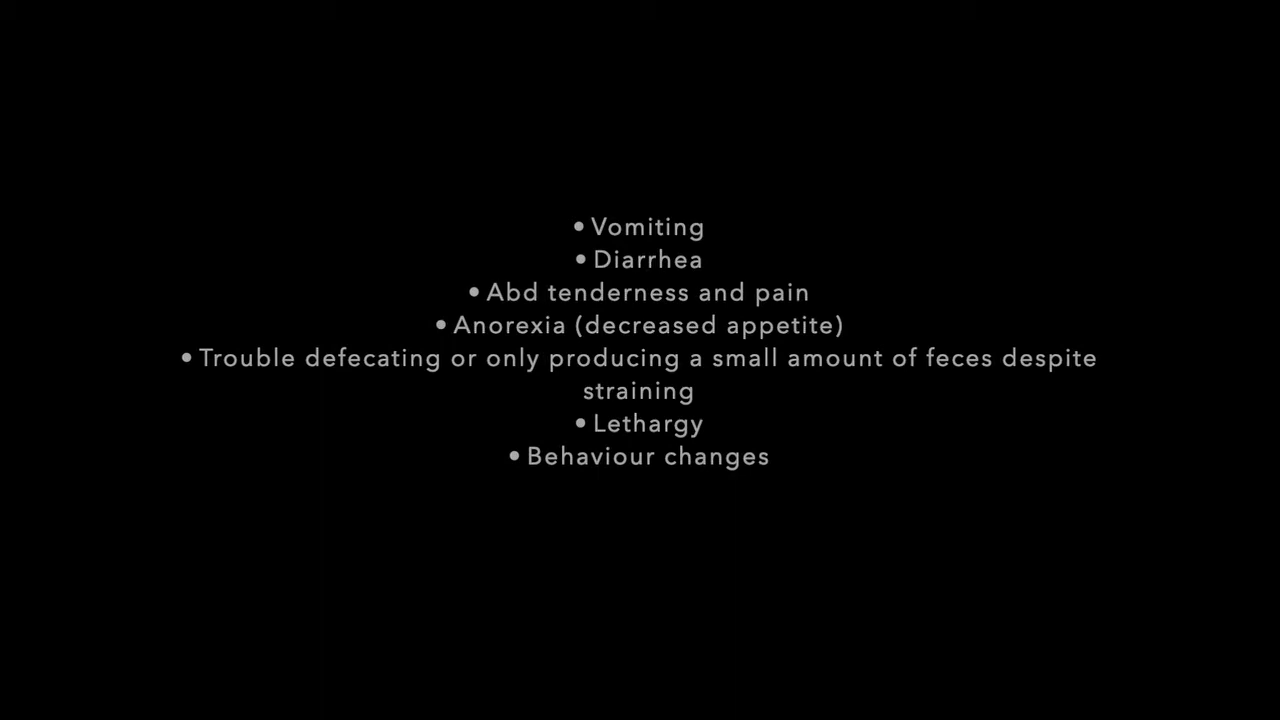 • Vomiting
• Diarrhea
• Abd tenderness and pain
• Anorexia (decreased appetite)
• Trouble defecating or only producing a small amount of feces despite
straining
• Lethargy
• Behaviour changes